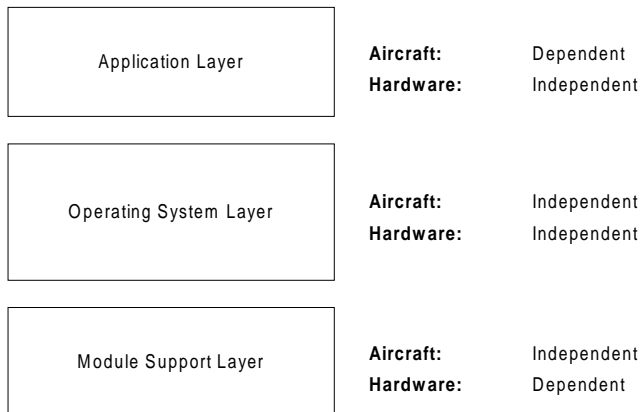 Application Layer
Aircraft: Dependent
Hardware: Independent
Operating System Layer
Aircraft: Independent
Hardware: Independent
Module Support Layer
Aircraft: Independent
Hardware: Dependent